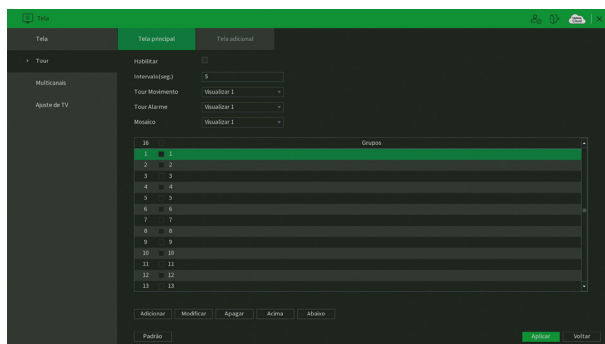 Tela
Tela
Tour
Multicanais
Ajuste de TV
Tela principal Tela adicional
Habilitar
Intervalo(seg.) 5
Tour Movimento Visualizar 1
Tour Alarme Visualizar 1
Mosaico Visualizar 1
16 Grupos
1 1
2 2
3 3
4 4
5 5
6 6
7 7
8 8
9 9
10 10
11 11
12 12
13 13
Adicionar Modificar Apagar Acima Abaixo
Padrão Aplicar Voltar